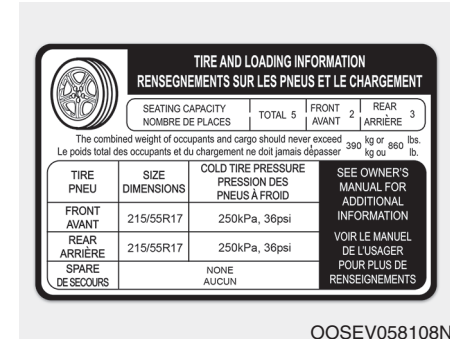 TIRE AND LOADING INFORMATION
RENSEGNEMENTS SUR LES PNEUS ET LE CHARGEMENT
SEATING CAPACITY
NOMBRE DE PLACES
TOTAL 5
FRONT
AVANT
2
REAR
ARRIÈRE
3
The combined weight of occupants and cargo should never exceed 390 kg or 860 lbs.
Le poids total des occupants et du chargement ne doit jamais dépasser kg ou lb.
TIRE
PNEU
SIZE
DIMENSIONS
COLD TIRE PRESSURE
PRESSION DES
PNEUS À FROID
FRONT
AVANT
215/55R17
250kPa, 36psi
REAR
ARRIÈRE
215/55R17
250kPa, 36psi
SPARE
DE SECOURS
NONE
AUCUN
SEE OWNER'S
MANUAL FOR
ADDITIONAL
INFORMATION
VOIR LE MANUEL
DE L'USAGER
POUR PLUS DE
RENSEIGNEMENTS
OOSEV058108N